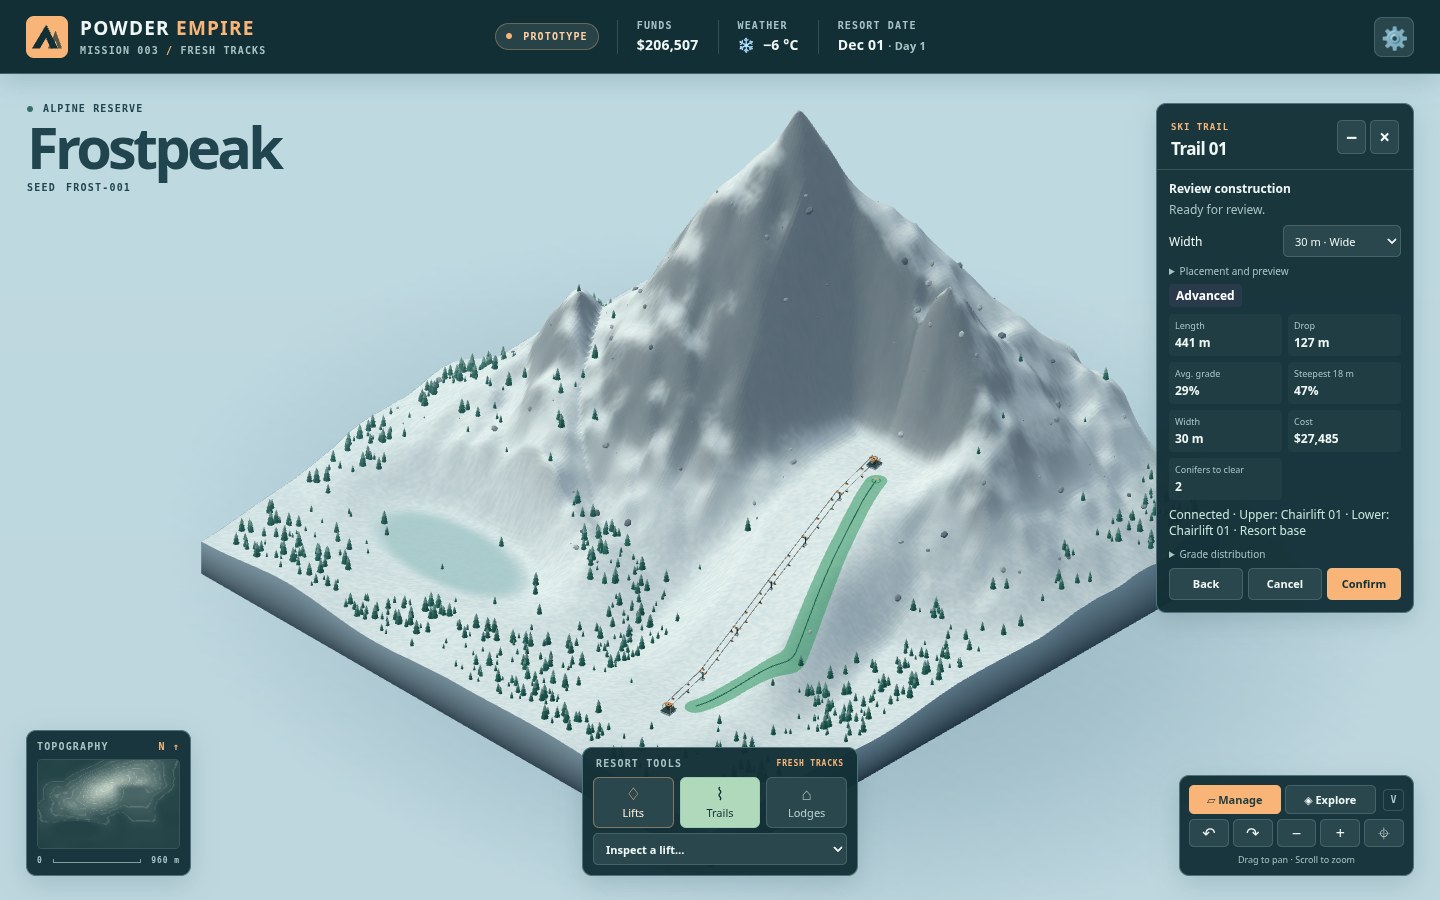 POWDER EMPIRE
MISSION 003 / FRESH TRACKS
PROTOTYPE
FUNDS
$206,507
WEATHER
−6 °C
RESORT DATE
Dec 01 · Day 1
ALPINE RESERVE
Frostpeak
SEED FROST-001
SKI TRAIL
Trail 01
Review construction
Ready for review.
Width
30 m · Wide
Placement and preview
Advanced
Length
441 m
Drop
127 m
Avg. grade
29%
Steepest 18 m
47%
Width
30 m
Cost
$27,485
Conifers to clear
2
Connected · Upper: Chairlift 01 · Lower:
Chairlift 01 · Resort base
Grade distribution
Back
Cancel
Confirm
TOPOGRAPHY
N ↑
0
960 m
RESORT TOOLS
FRESH TRACKS
Lifts
Trails
Lodges
Inspect a lift...
Manage
Explore
V
Drag to pan · Scroll to zoom